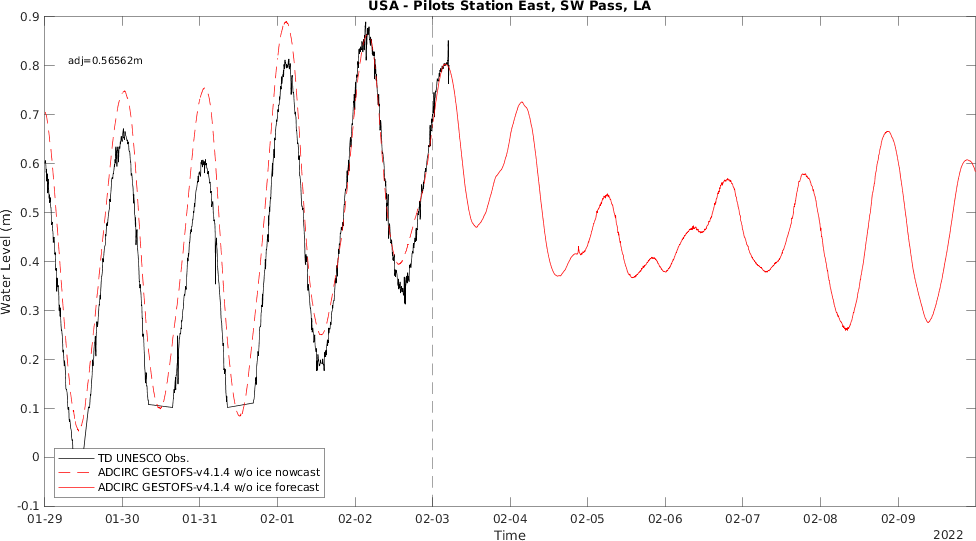 USA - Pilots Station East, SW Pass, LA
0.9
adj=0.56562m
0.8
0.7
0.6
0.5
0.4
0.3
0.2
0.1
0
-0.1
Water Level (m)
TD UNESCO Obs.
ADCIRC GESTOFS-v4.1.4 w/o ice nowcast
ADCIRC GESTOFS-v4.1.4 w/o ice forecast
01-29 01-30 01-31 02-01 02-02 02-03 02-04 02-05 02-06 02-07 02-08 02-09
Time
2022